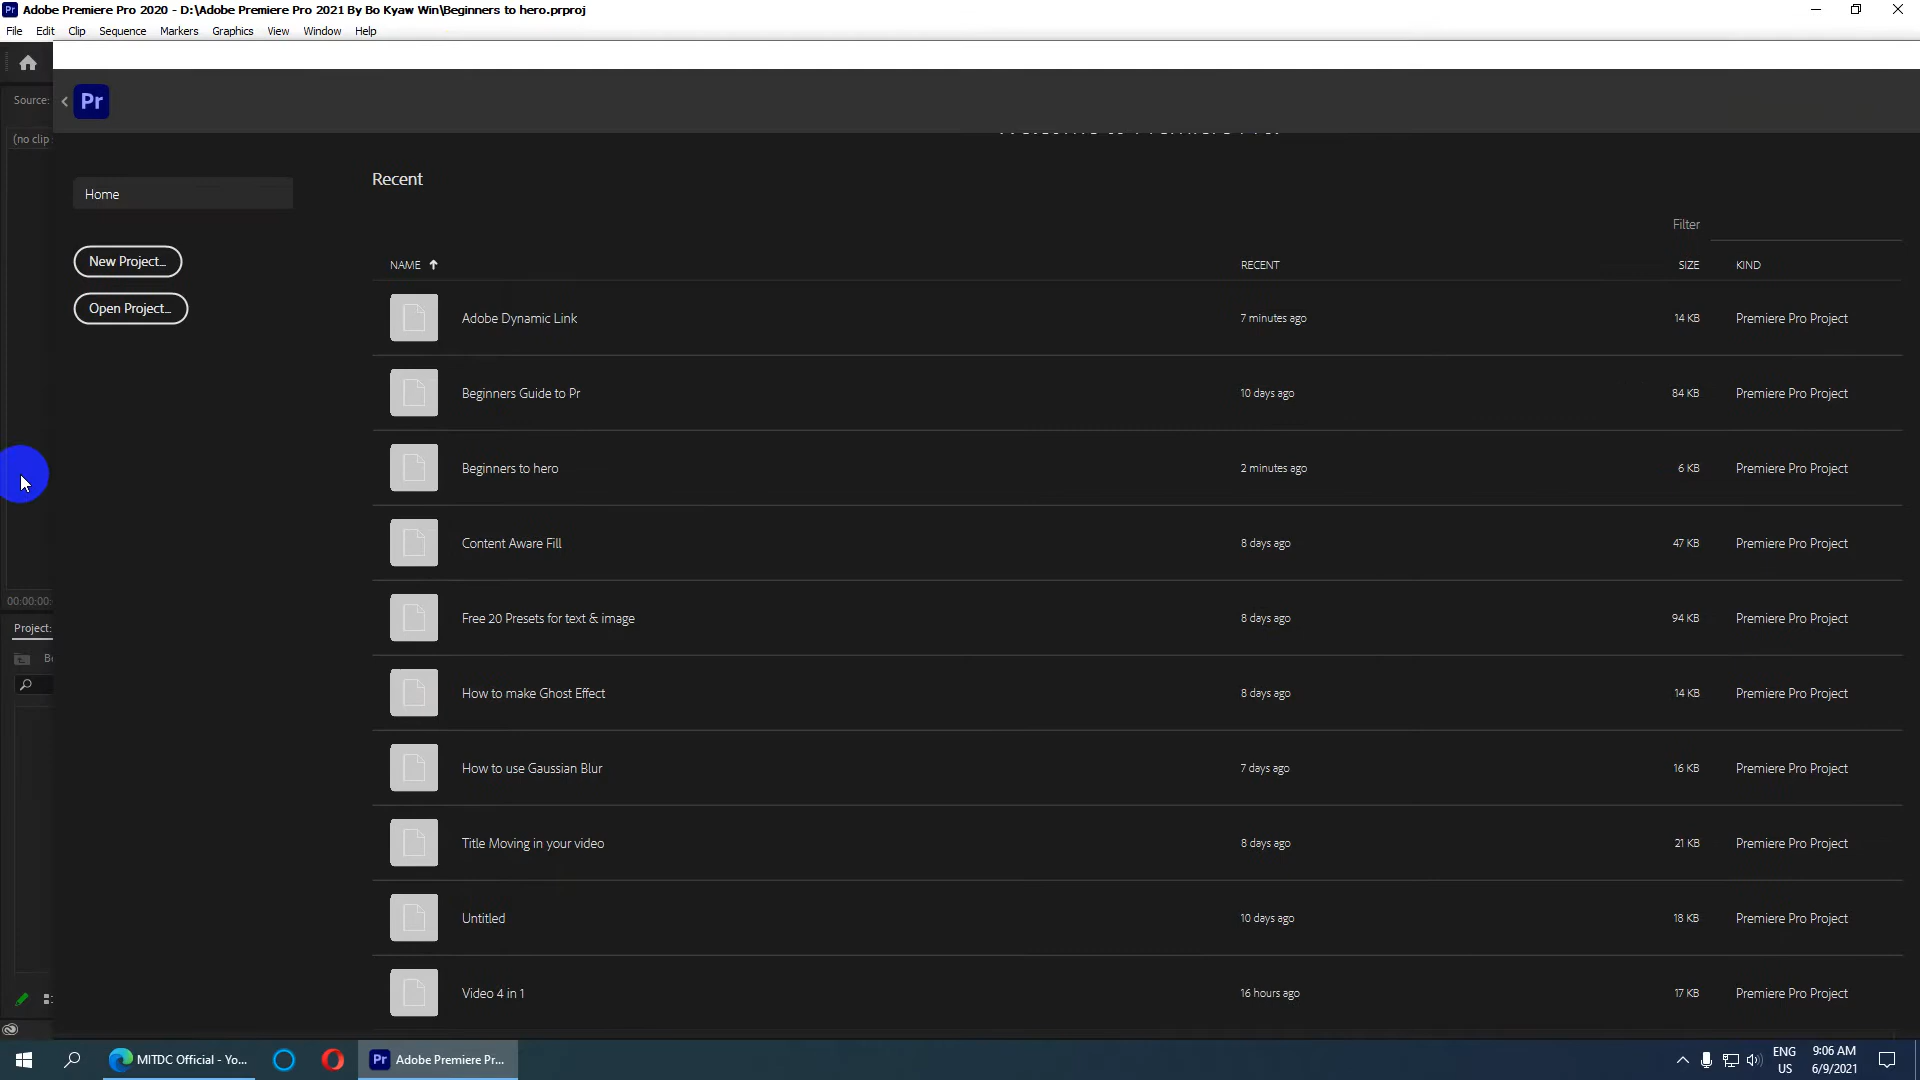 Adobe Premiere Pro 2020 - D:\Adobe Premiere Pro 2021 By Bo Kyaw Win\Beginners to hero.prproj
File Edit Clip Sequence Markers Graphics View Window Help
Source:
Pr
(no clip
Welcome to Premiere Pro.
Home
Recent
Filter
New Project...
Open Project...
NAME RECENT SIZE KIND
Adobe Dynamic Link 7 minutes ago 14 KB Premiere Pro Project
Beginners Guide to Pr 10 days ago 84 KB Premiere Pro Project
Beginners to hero 2 minutes ago 6 KB Premiere Pro Project
Content Aware Fill 8 days ago 47 KB Premiere Pro Project
Free 20 Presets for text & image 8 days ago 94 KB Premiere Pro Project
How to make Ghost Effect 8 days ago 14 KB Premiere Pro Project
How to use Gaussian Blur 7 days ago 16 KB Premiere Pro Project
Title Moving in your video 8 days ago 21 KB Premiere Pro Project
Untitled 10 days ago 18 KB Premiere Pro Project
Video 4 in 1 16 hours ago 17 KB Premiere Pro Project
00:00:00:
Project:
Be
MITDC Official - Yo...
Pr Adobe Premiere Pr...
ENG
US
9:06 AM
6/9/2021